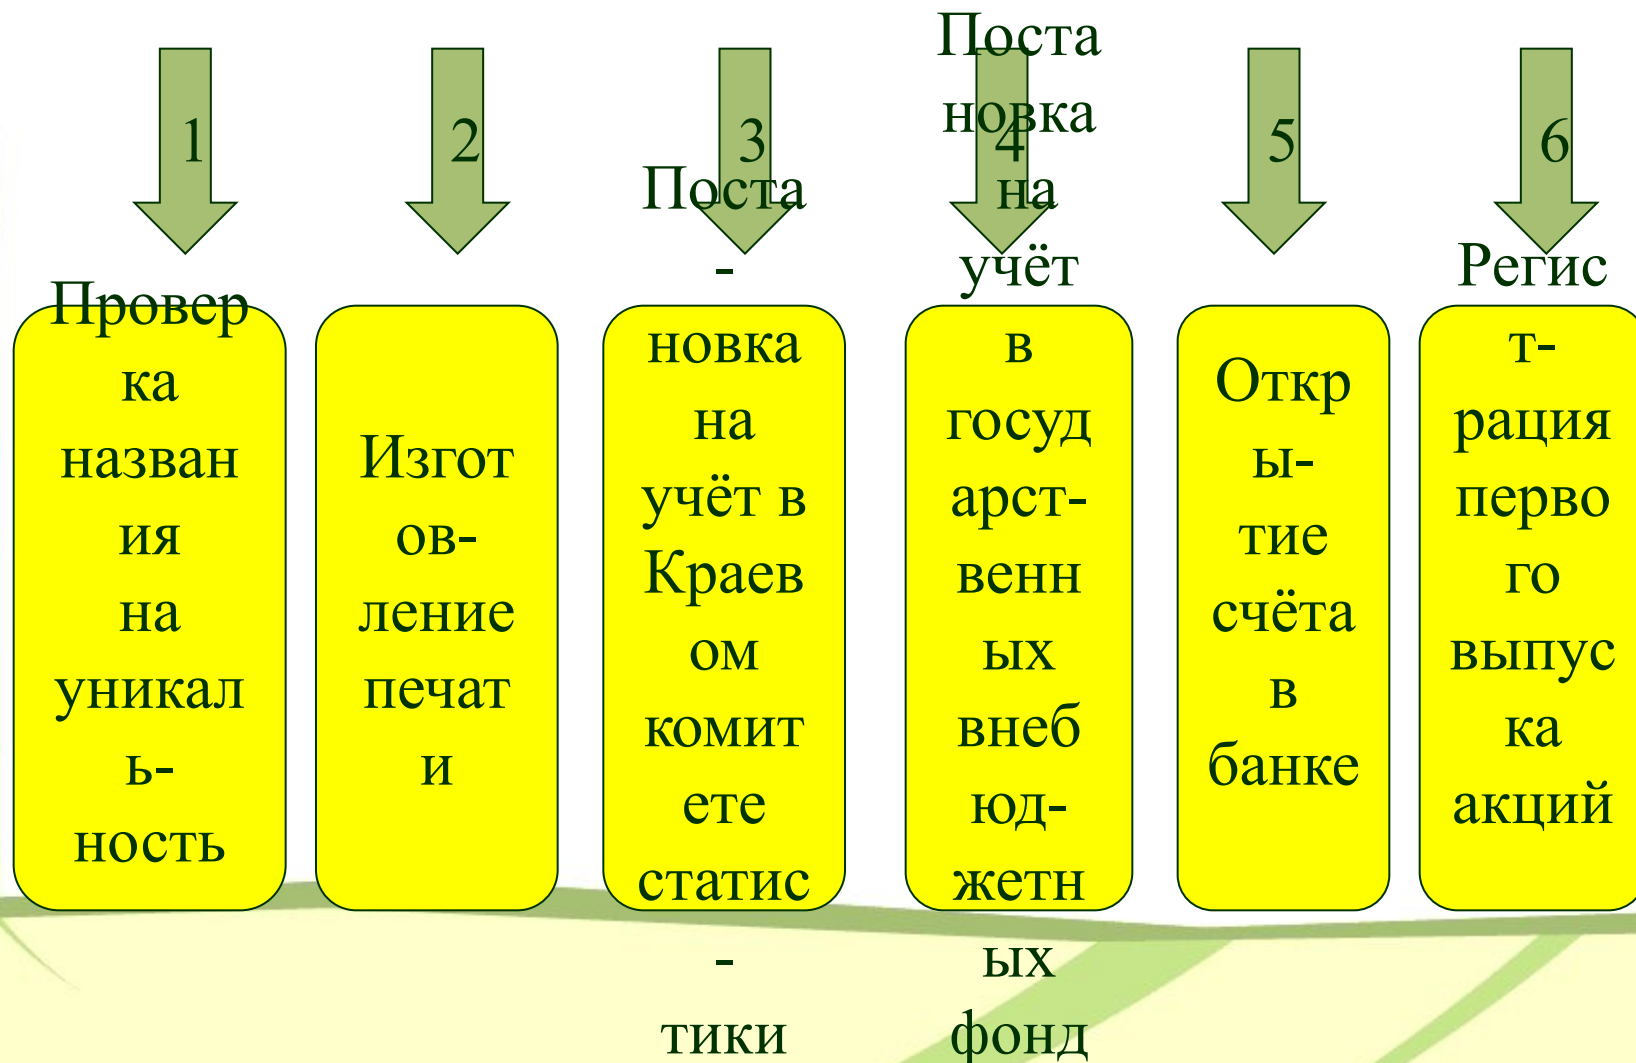 1
Провер
ка
назван
ия
на
уникал
ь-
ность
2
Изгот
ов-
ление
печат
и
3
Поста
-
новка
на
учёт в
Краев
ом
комит
ете
статис
-
тики
4
Поста
новка
на
учёт
в
госуд
арст-
венн
ых
внеб
юд-
жетн
ых
фонд
5
Откр
ы-
тие
счёта
в
банке
6
Регис
т-
рация
перво
го
выпус
ка
акций